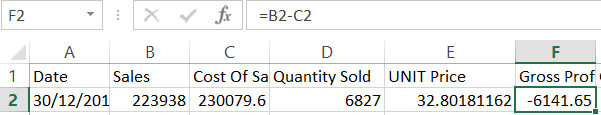 F2 fx =B2-C2
A B C D E F
1 Date Sales Cost Of Sa Quantity Sold UNIT Price Gross Prof
2 30/12/201 223938 230079.6 6827 32.80181162 -6141.65